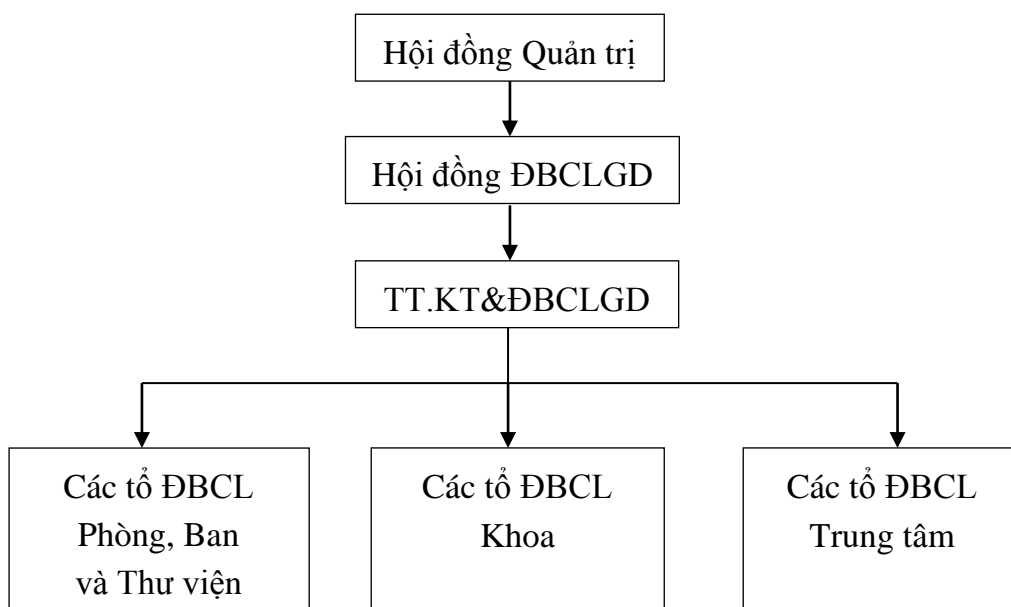 Hội đồng Quản trị
Hội đồng ĐBCLGD
TT.KT&ĐBCLGD
Các tổ ĐBCL
Phòng, Ban
và Thư viện
Các tổ ĐBCL
Khoa
Các tổ ĐBCL
Trung tâm